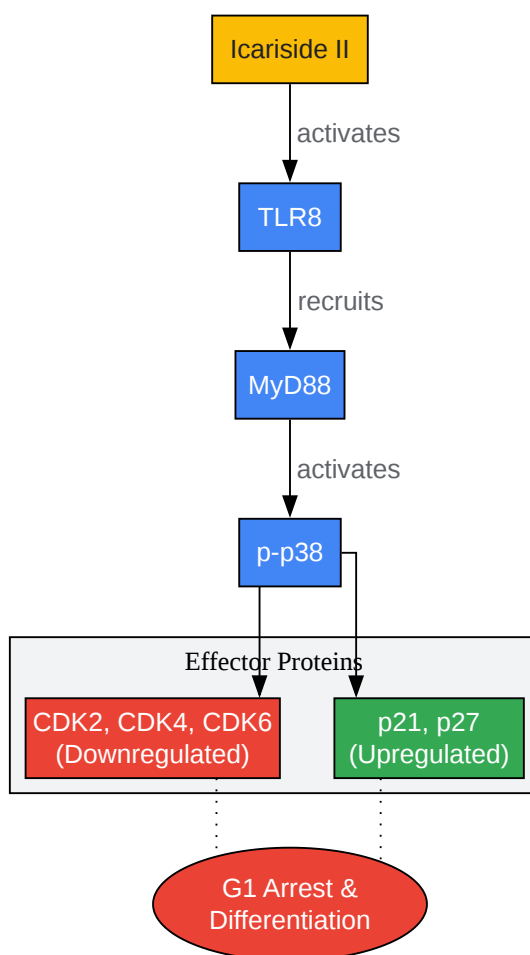 Icariside II
activates
TLR8
recruits
MyD88
activates
p-p38
Effector Proteins
CDK2, CDK4, CDK6
(Downregulated)
p21, p27
(Upregulated)
G1 Arrest &
Differentiation